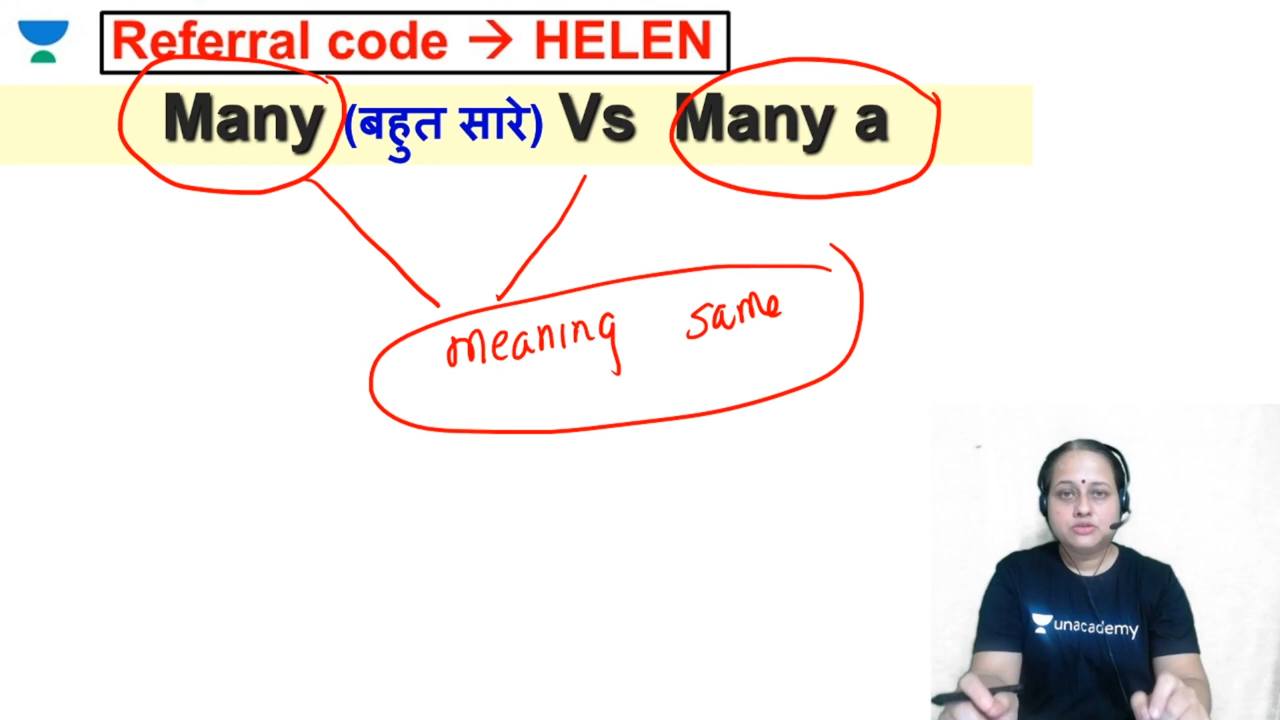 Referral code → HELEN
Many (बहुत सारे) Vs Many a
meaning same
unacademy